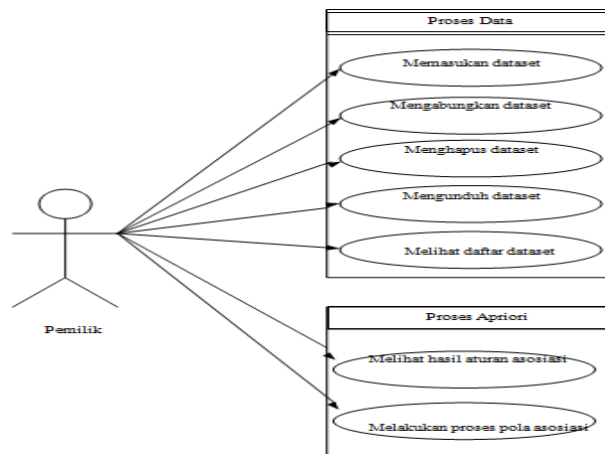 Proses Data
Memasukan dataset
Mengabungkan dataset
Menghapus dataset
Mengunduh dataset
Melihat daftar dataset
Pemilik
Proses Apriori
Melihat hasil aturan asosiasi
Melakukan proses pola asosiasi